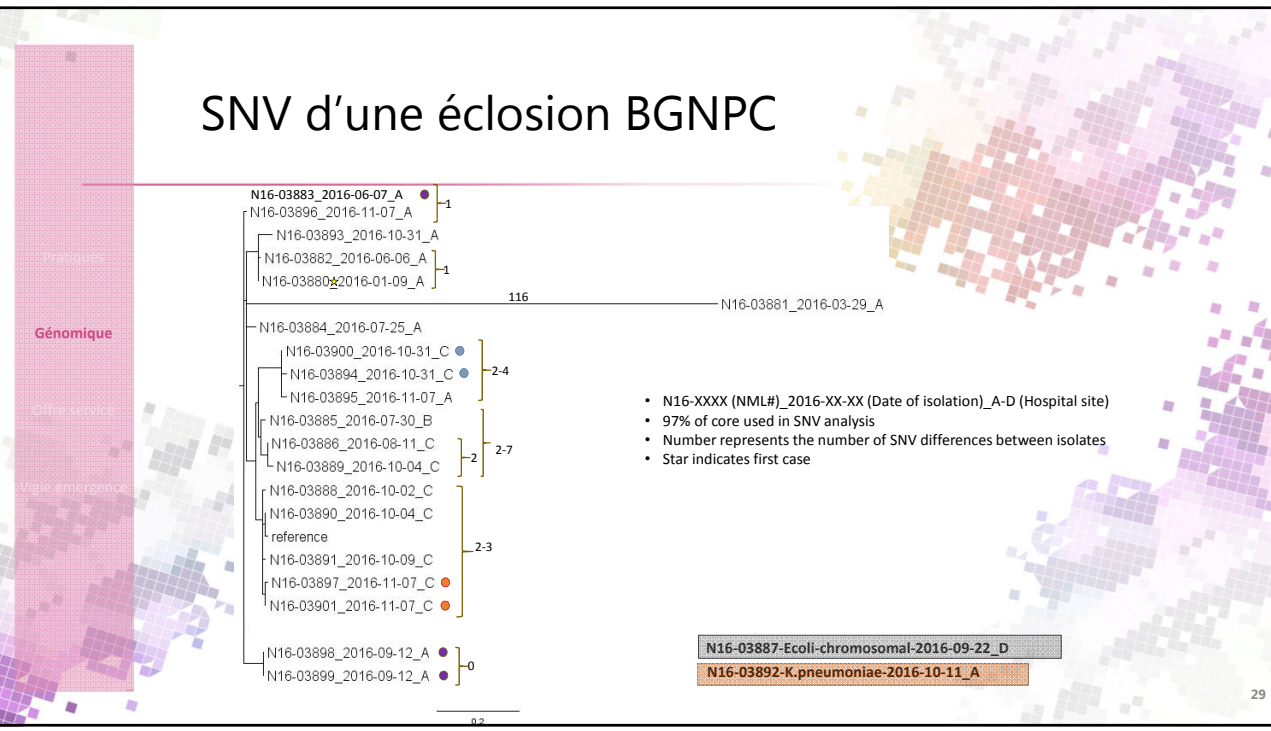 SNV d'une éclosion BGNPC
Pratiques
Génomique
Offre service
Vigie émergence
N16-03883_2016-06-07_A
N16-03896_2016-11-07_A
1
N16-03893_2016-10-31_A
N16-03882_2016-06-06_A
N16-03880_2016-01-09_A
1
116
N16-03881_2016-03-29_A
N16-03884_2016-07-25_A
N16-03900_2016-10-31_C
N16-03894_2016-10-31_C
N16-03895_2016-11-07_A
2-4
N16-03885_2016-07-30_B
N16-03886_2016-08-11_C
N16-03889_2016-10-04_C
2
2-7
N16-03888_2016-10-02_C
N16-03890_2016-10-04_C
reference
N16-03891_2016-10-09_C
N16-03897_2016-11-07_C
N16-03901_2016-11-07_C
2-3
N16-03898_2016-09-12_A
N16-03899_2016-09-12_A
0
0.2
• N16-XXXX (NML#)_2016-XX-XX (Date of isolation)_A-D (Hospital site)
• 97% of core used in SNV analysis
• Number represents the number of SNV differences between isolates
• Star indicates first case
N16-03887-Ecoli-chromosomal-2016-09-22_D
N16-03892-K.pneumoniae-2016-10-11_A
29